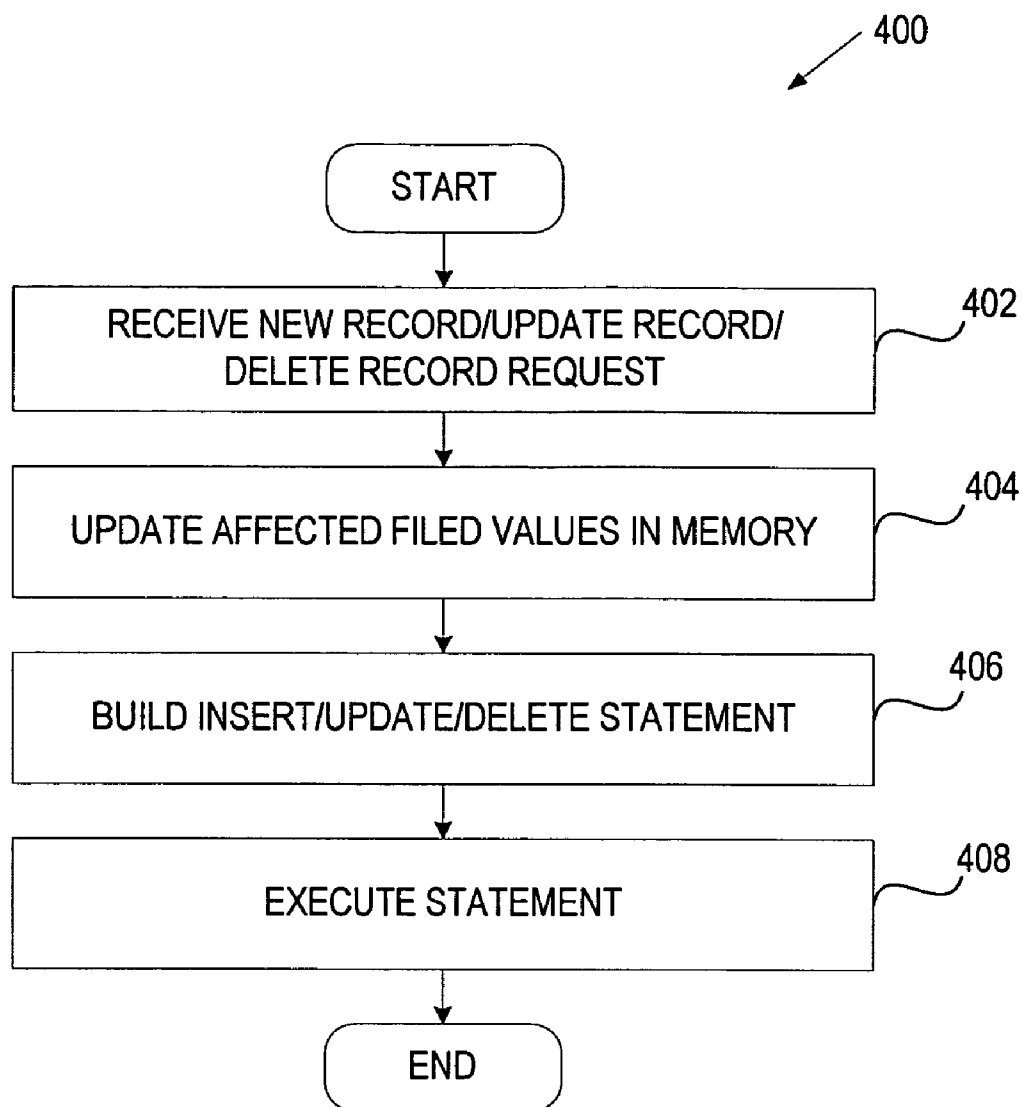 400
START
RECEIVE NEW RECORD/UPDATE RECORD/
DELETE RECORD REQUEST
402
UPDATE AFFECTED FILED VALUES IN MEMORY
404
BUILD INSERT/UPDATE/DELETE STATEMENT
406
EXECUTE STATEMENT
408
END